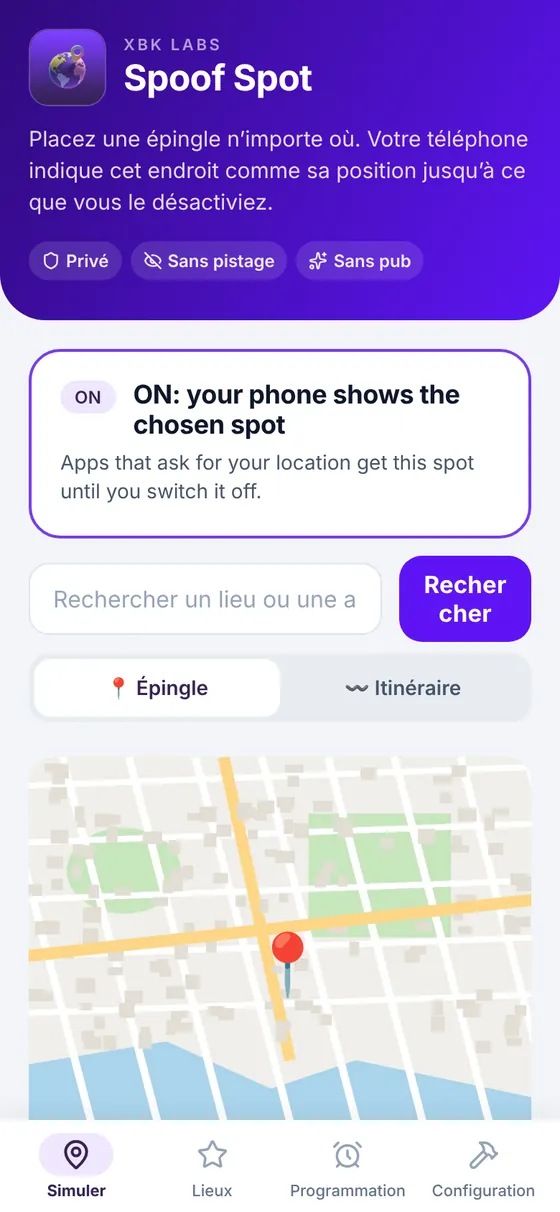 XBK LABS
Spoof Spot
Placez une épingle n’importe où. Votre téléphone
indique cet endroit comme sa position jusqu’à ce
que vous le désactiviez.
Privé
Sans pistage
Sans pub
ON
ON: your phone shows the
chosen spot
Apps that ask for your location get this spot
until you switch it off.
Rechercher un lieu ou une a
Recher
cher
Épingle
Itinéraire
Simuler
Lieux
Programmation
Configuration